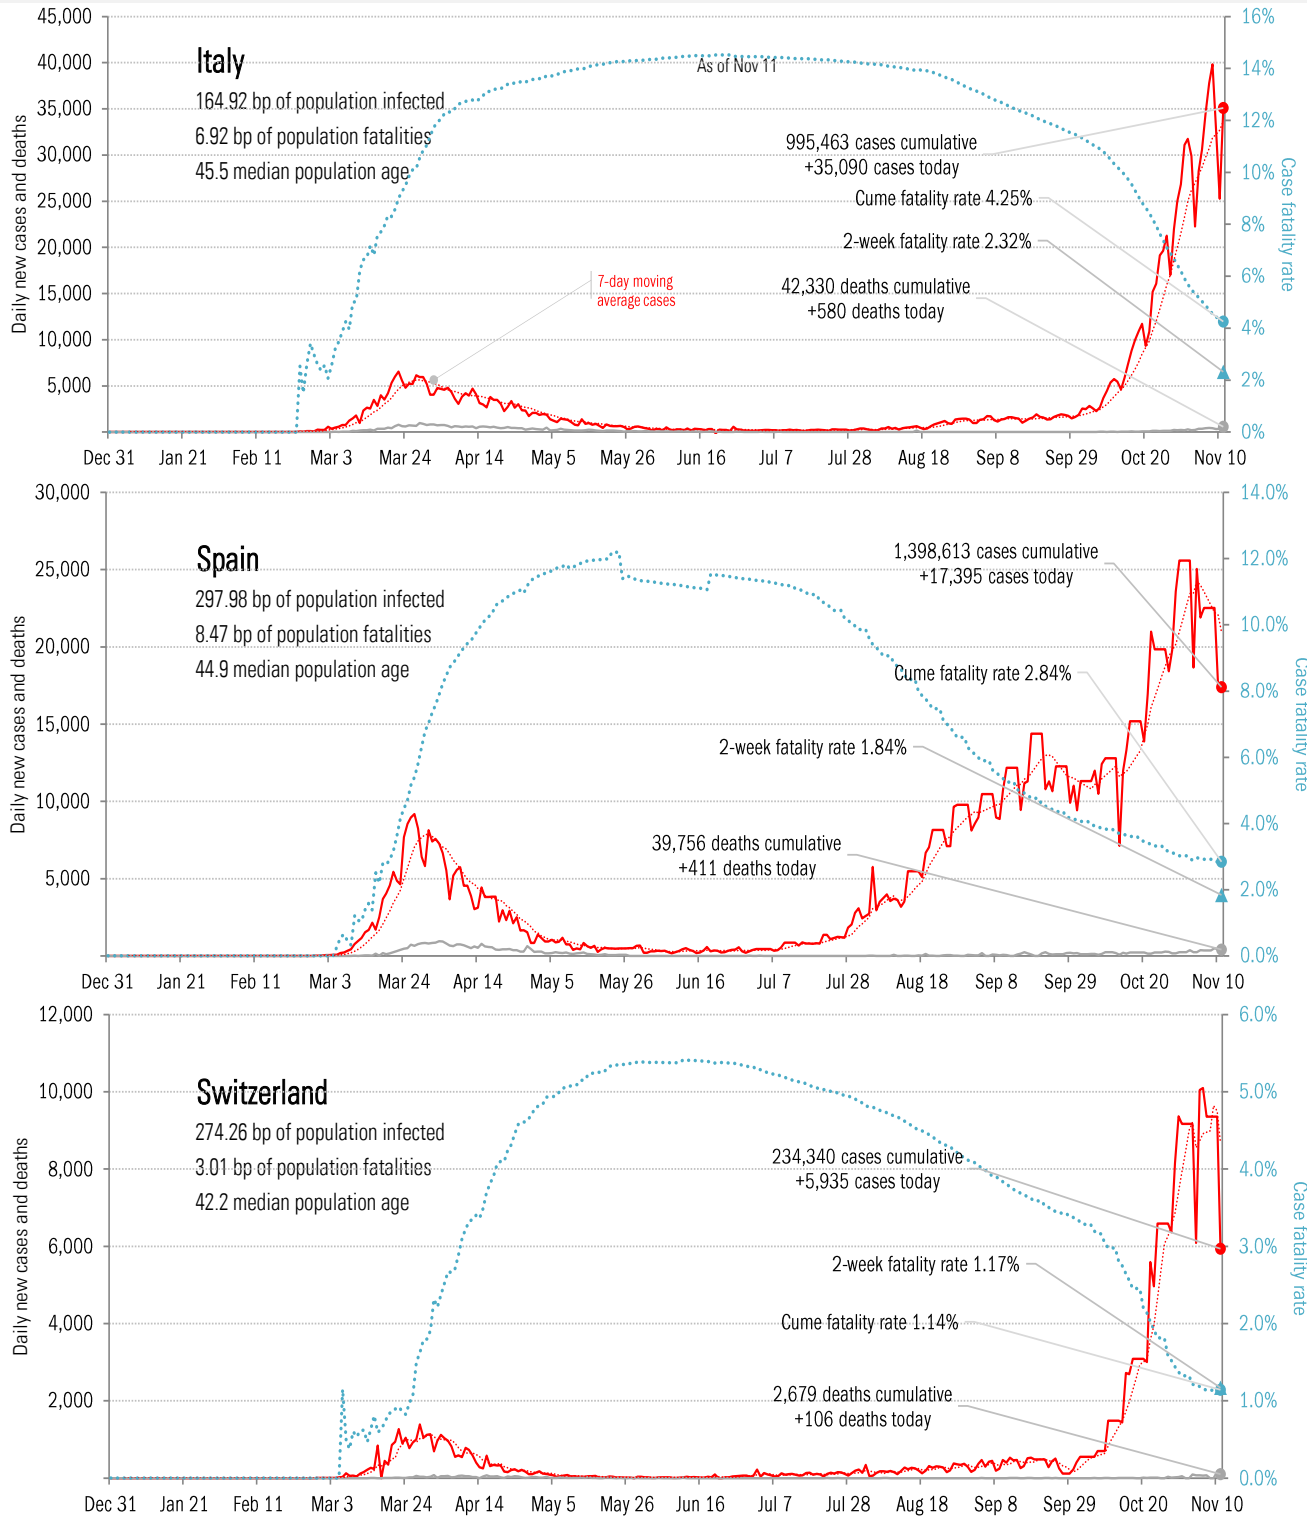 45,000
40,000
35,000
30,000
25,000
20,000
15,000
10,000
5,000
Daily new cases and deaths
Italy
164.92 bp of population infected
6.92 bp of population fatalities
45.5 median population age
As of Nov 11
995,463 cases cumulative
+35,090 cases today
Cume fatality rate 4.25%
2-week fatality rate 2.32%
42,330 deaths cumulative
+580 deaths today
7-day moving
average cases
16%
14%
12%
10%
8%
6%
4%
2%
0%
Case fatality rate
Dec 31 Jan 21 Feb 11 Mar 3 Mar 24 Apr 14 May 5 May 26 Jun 16 Jul 7 Jul 28 Aug 18 Sep 8 Sep 29 Oct 20 Nov 10
30,000
25,000
20,000
15,000
10,000
5,000
Daily new cases and deaths
Spain
297.98 bp of population infected
8.47 bp of population fatalities
44.9 median population age
1,398,613 cases cumulative
+17,395 cases today
Cume fatality rate 2.84%
2-week fatality rate 1.84%
39,756 deaths cumulative
+411 deaths today
14.0%
12.0%
10.0%
8.0%
6.0%
4.0%
2.0%
0.0%
Case fatality rate
Dec 31 Jan 21 Feb 11 Mar 3 Mar 24 Apr 14 May 5 May 26 Jun 16 Jul 7 Jul 28 Aug 18 Sep 8 Sep 29 Oct 20 Nov 10
12,000
10,000
8,000
6,000
4,000
2,000
Daily new cases and deaths
Switzerland
274.26 bp of population infected
3.01 bp of population fatalities
42.2 median population age
234,340 cases cumulative
+5,935 cases today
2-week fatality rate 1.17%
Cume fatality rate 1.14%
2,679 deaths cumulative
+106 deaths today
6.0%
5.0%
4.0%
3.0%
2.0%
1.0%
0.0%
Case fatality rate
Dec 31 Jan 21 Feb 11 Mar 3 Mar 24 Apr 14 May 5 May 26 Jun 16 Jul 7 Jul 28 Aug 18 Sep 8 Sep 29 Oct 20 Nov 10